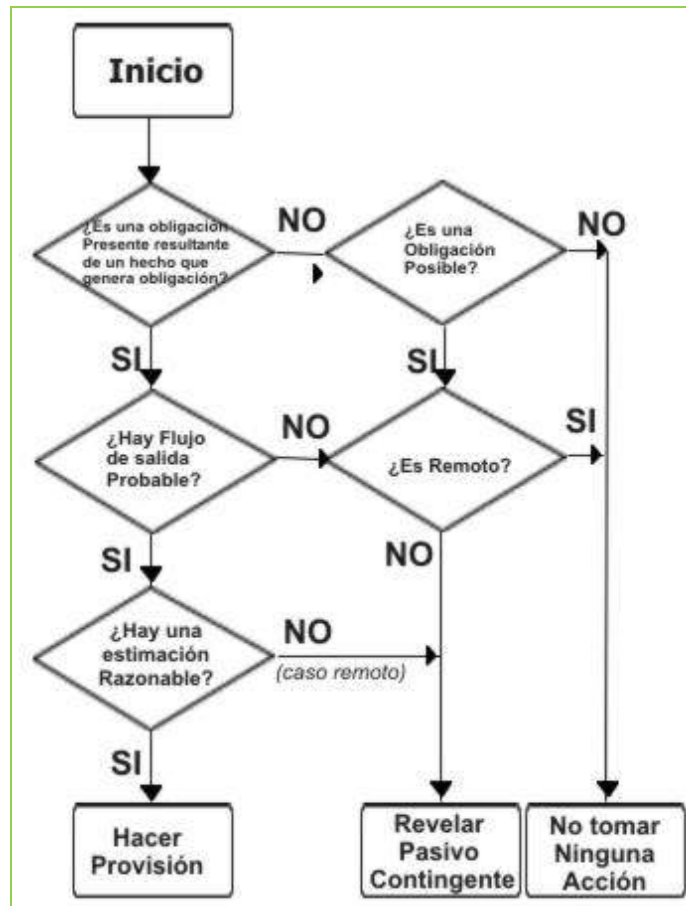 Inicio
¿Es una obligación
Presente resultante
de un hecho que
genera obligación?
NO
¿Es una
Obligación
Posible?
NO
SI
SI
¿Hay Flujo
de salida
Probable?
NO
¿Es Remoto?
SI
SI
NO
¿Hay una
estimación
Razonable?
NO
(caso remoto)
SI
Hacer
Provisión
Revelar
Pasivo
Contingente
No tomar
Ninguna
Acción